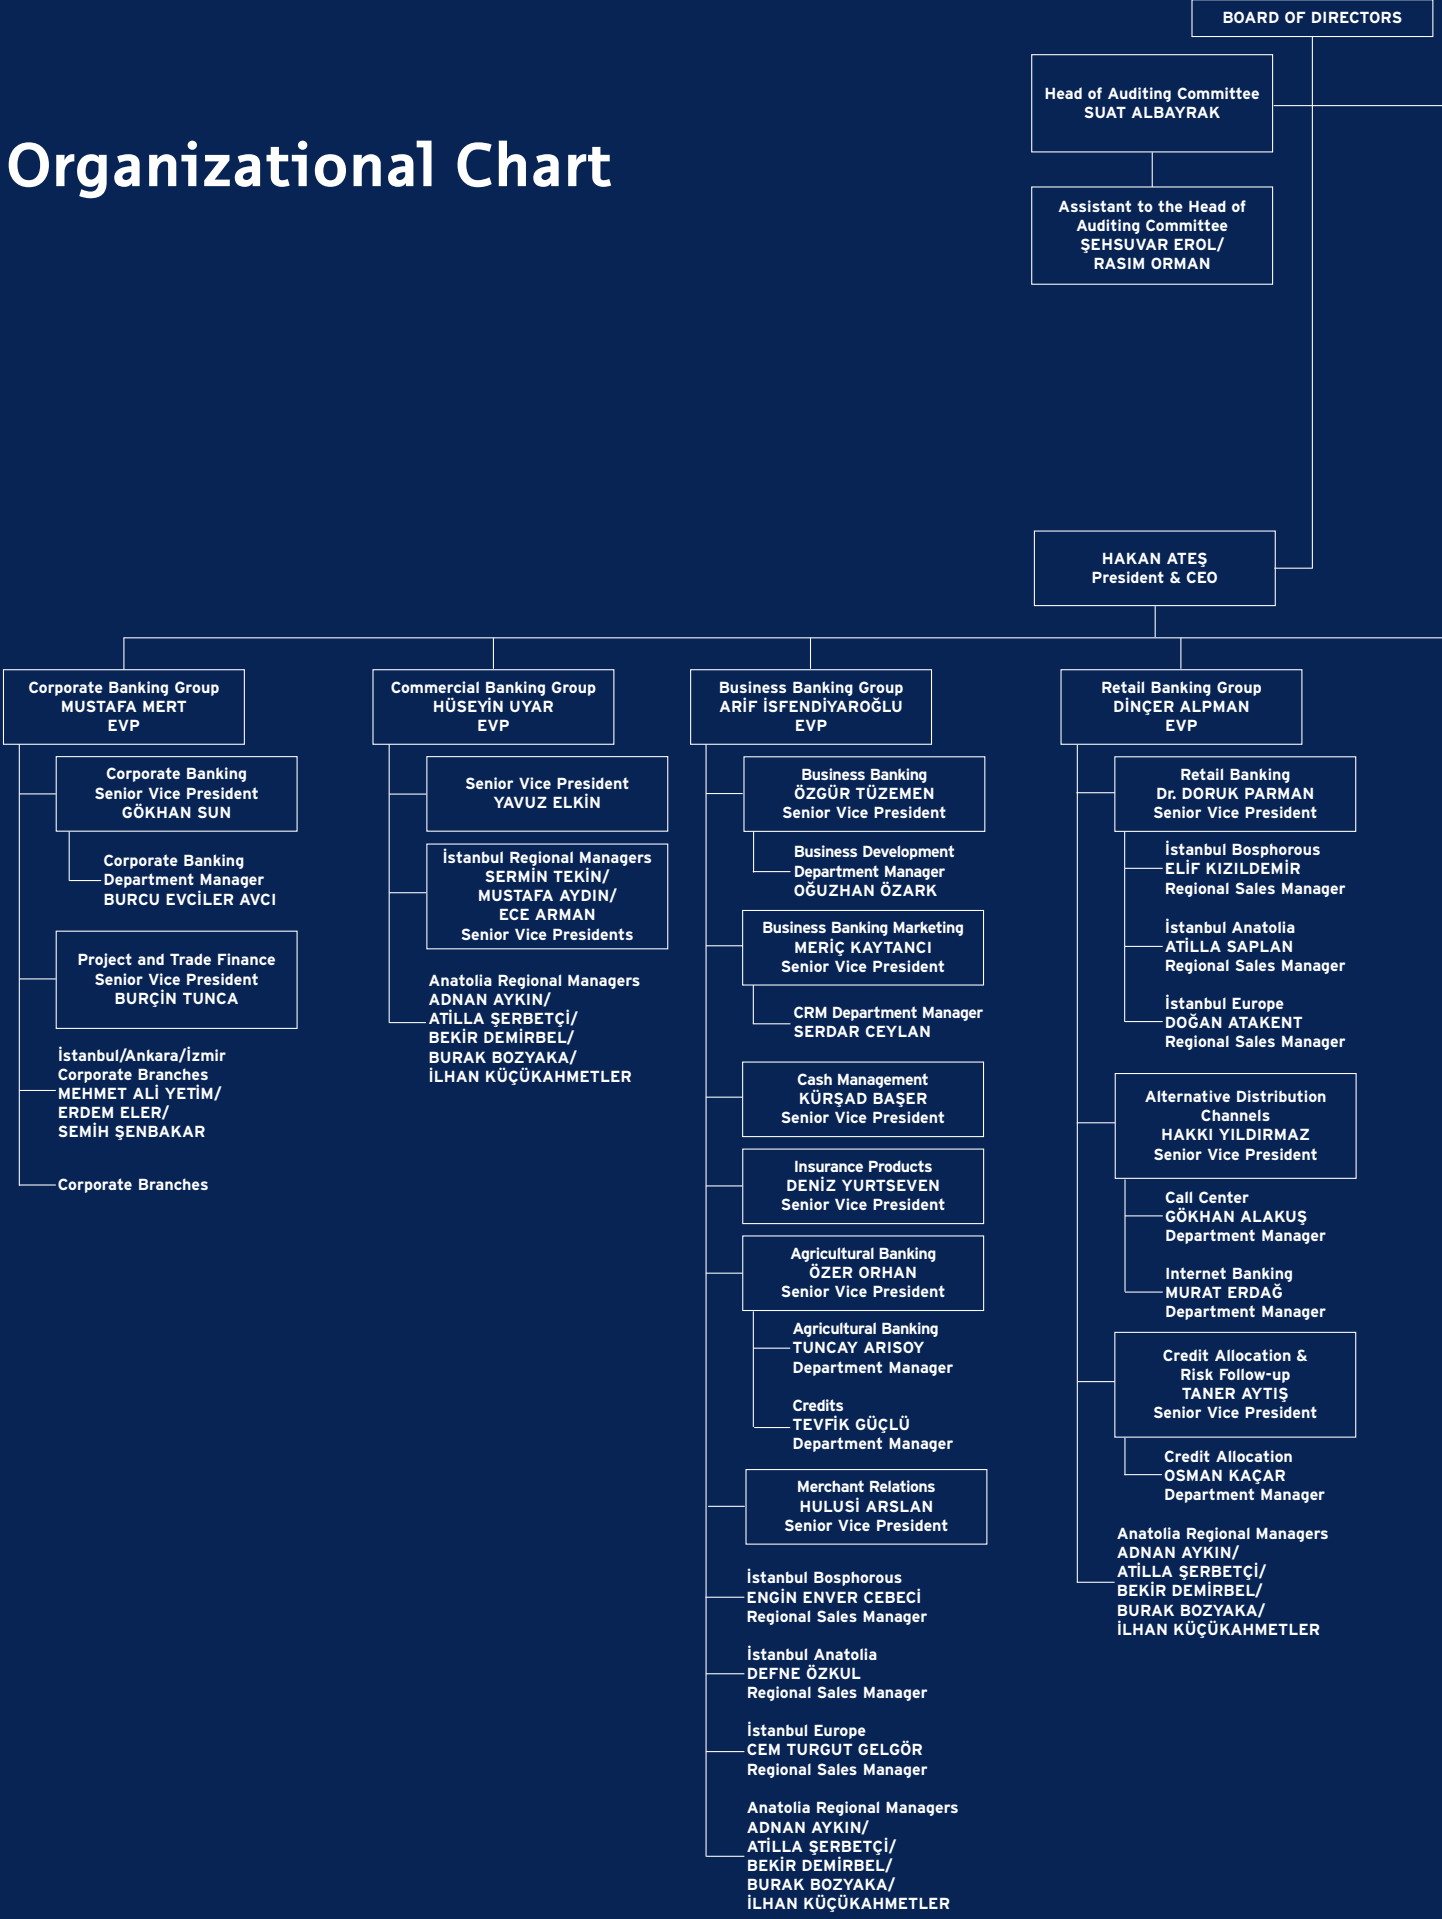 BOARD OF DIRECTORS
Head of Auditing Committee
SUAT ALBAYRAK
Organizational Chart
Assistant to the Head of
Auditing Committee
ŞEHSUVAR EROL/
RASIM ORMAN
HAKAN ATEŞ
President & CEO
Corporate Banking Group
MUSTAFA MERT
EVP
Corporate Banking
Senior Vice President
GÖKHAN SUN
Corporate Banking
Department Manager
BURCU EVCİLER AVCI
Project and Trade Finance
Senior Vice President
BURÇİN TUNCA
İstanbul/Ankara/İzmir
Corporate Branches
MEHMET ALİ YETİM/
ERDEM ELER/
SEMİH ŞENBAKAR
Corporate Branches
Commercial Banking Group
HÜSEYİN UYAR
EVP
Senior Vice President
YAVUZ ELKİN
İstanbul Regional Managers
SERMİN TEKİN/
MUSTAFA AYDIN/
ECE ARMAN
Senior Vice Presidents
Anatolia Regional Managers
ADNAN AYKIN/
ATİLLA ŞERBETÇİ/
BEKİR DEMİRBEL/
BURAK BOZYAKA/
İLHAN KÜÇÜKAHMETLER
Business Banking Group
ARİF İSFENDİYAROĞLU
EVP
Business Banking
ÖZGÜR TÜZEMEN
Senior Vice President
Business Development
Department Manager
OĞUZHAN ÖZARK
Business Banking Marketing
MERİÇ KAYTANCI
Senior Vice President
CRM Department Manager
SERDAR CEYLAN
Cash Management
KÜRŞAD BAŞER
Senior Vice President
Insurance Products
DENİZ YURTSEVEN
Senior Vice President
Agricultural Banking
ÖZER ORHAN
Senior Vice President
Agricultural Banking
TUNCAY ARISOY
Department Manager
Credits
TEVFİK GÜÇLÜ
Department Manager
Merchant Relations
HULUSİ ARSLAN
Senior Vice President
İstanbul Bosphorous
ENGİN ENVER CEBECİ
Regional Sales Manager
İstanbul Anatolia
DEFNE ÖZKUL
Regional Sales Manager
İstanbul Europe
CEM TURGUT GELGÖR
Regional Sales Manager
Anatolia Regional Managers
ADNAN AYKIN/
ATİLLA ŞERBETÇİ/
BEKİR DEMİRBEL/
BURAK BOZYAKA/
İLHAN KÜÇÜKAHMETLER
Retail Banking Group
DİNÇER ALPMAN
EVP
Retail Banking
Dr. DORUK PARMAN
Senior Vice President
İstanbul Bosphorous
ELİF KIZILDEMİR
Regional Sales Manager
İstanbul Anatolia
ATİLLA SAPLAN
Regional Sales Manager
İstanbul Europe
DOĞAN ATAKENT
Regional Sales Manager
Alternative Distribution
Channels
HAKKI YILDIRMAZ
Senior Vice President
Call Center
GÖKHAN ALAKUŞ
Department Manager
Internet Banking
MURAT ERDAĞ
Department Manager
Credit Allocation &
Risk Follow-up
TANER AYTIŞ
Senior Vice President
Credit Allocation
OSMAN KAÇAR
Department Manager
Anatolia Regional Managers
ADNAN AYKIN/
ATİLLA ŞERBETÇİ/
BEKİR DEMİRBEL/
BURAK BOZYAKA/
İLHAN KÜÇÜKAHMETLER